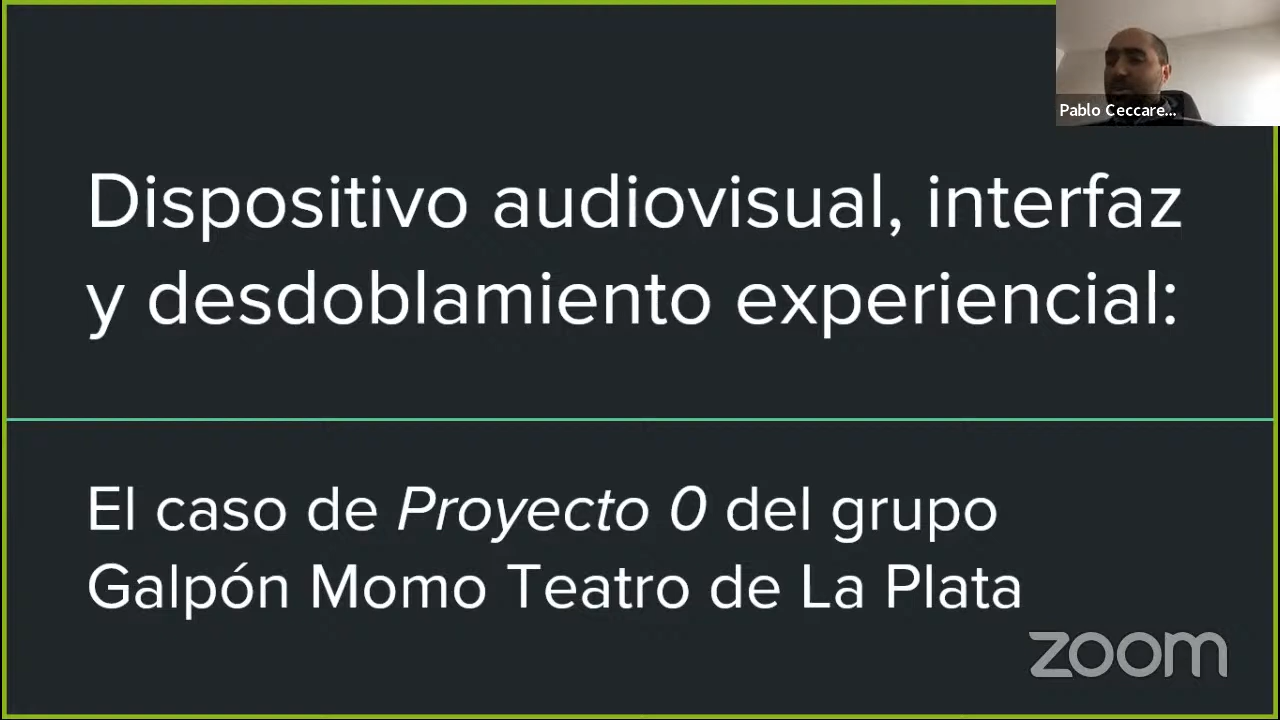 Pablo Ceccare...
Dispositivo audiovisual, interfaz
y desdoblamiento experiencial:
El caso de Proyecto 0 del grupo
Galpón Momo Teatro de La Plata
zoom